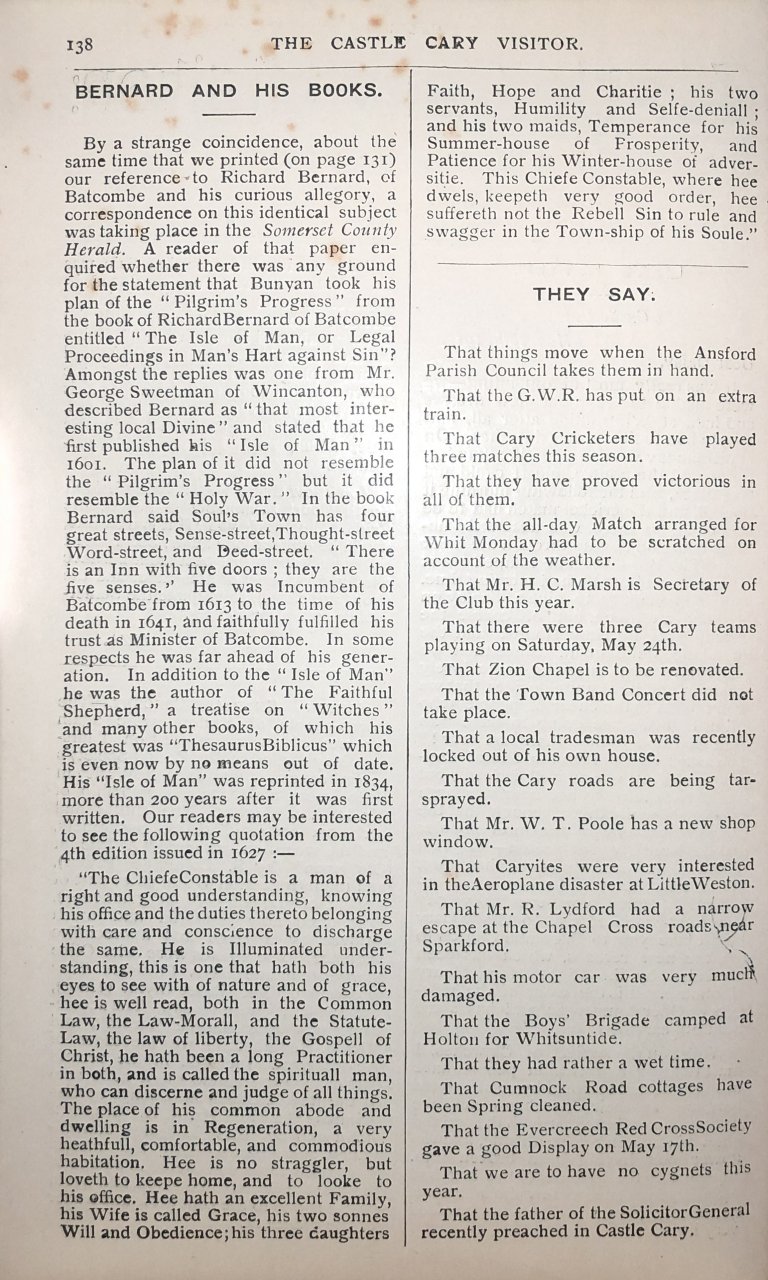 138
THE CASTLE CARY VISITOR.
BERNARD AND HIS BOOKS.
By a strange coincidence, about the
same time that we printed (on page 131)
our reference to Richard Bernard, of
Batcombe and his curious allegory, a
correspondence on this identical subject
was taking place in the Somerset County
Herald. A reader of that paper en-
quired whether there was any ground
for the statement that Bunyan took his
plan of the "Pilgrim's Progress" from
the book of RichardBernard of Batcombe
entitled "The Isle of Man, or Legal
Proceedings in Man's Hart against Sin"?
Amongst the replies was one from Mr.
George Sweetman of Wincanton, who
described Bernard as "that most inter-
esting local Divine" and stated that he
first published his "Isle of Man" in
1601. The plan of it did not resemble
the "Pilgrim's Progress" but it did
resemble the "Holy War." In the book
Bernard said Soul's Town has four
great streets, Sense-street,Thought-street
Word-street, and Deed-street. "There
is an Inn with five doors ; they are the
five senses.'' He was Incumbent of
Batcombe from 1613 to the time of his
death in 1641, and faithfully fulfilled his
trust as Minister of Batcombe. In some
respects he was far ahead of his gener-
ation. In addition to the "Isle of Man"
he was the author of "The Faithful
Shepherd," a treatise on "Witches"
and many other books, of which his
greatest was "ThesaurusBiblicus" which
is even now by no means out of date.
His "Isle of Man" was reprinted in 1834,
more than 200 years after it was first
written. Our readers may be interested
to see the following quotation from the
4th edition issued in 1627 :—
"The ChiefeConstable is a man of a
right and good understanding, knowing
his office and the duties thereto belonging
with care and conscience to discharge
the same. He is Illuminated under-
standing, this is one that hath both his
eyes to see with of nature and of grace,
hee is well read, both in the Common
Law, the Law-Morall, and the Statute-
Law, the law of liberty, the Gospell of
Christ, he hath been a long Practitioner
in both, and is called the spirituall man,
who can discerne and judge of all things.
The place of his common abode and
dwelling is in Regeneration, a very
heathfull, comfortable, and commodious
habitation. Hee is no straggler, but
loveth to keepe home, and to looke to
his office. Hee hath an excellent Family,
his Wife is called Grace, his two sonnes
Will and Obedience;his three daughters
Faith, Hope and Charitie ; his two
servants, Humility and Selfe-deniall ;
and his two maids, Temperance for his
Summer-house of Frosperity, and
Patience for his Winter-house of adver-
sitie. This Chiefe Constable, where hee
dwels, keepeth very good order, hee
suffereth not the Rebell Sin to rule and
swagger in the Town-ship of his Soule."
THEY SAY.
That things move when the Ansford
Parish Council takes them in hand.
That the G.W.R. has put on an extra
train.
That Cary Cricketers have played
three matches this season.
That they have proved victorious in
all of them.
That the all-day Match arranged for
Whit Monday had to be scratched on
account of the weather.
That Mr. H. C. Marsh is Secretary of
the Club this year.
That there were three Cary teams
playing on Saturday, May 24th.
That Zion Chapel is to be renovated.
That the Town Band Concert did not
take place.
That a local tradesman was recently
locked out of his own house.
That the Cary roads are being tar-
sprayed.
That Mr. W. T. Poole has a new shop
window.
That Caryites were very interested
in theAeroplane disaster at LittleWeston.
That Mr. R. Lydford had a narrow
escape at the Chapel Cross roads near
Sparkford.
That his motor car was very much
damaged.
That the Boys' Brigade camped at
Holton for Whitsuntide.
That they had rather a wet time.
That Cumnock Road cottages have
been Spring cleaned.
That the Evercreech Red CrossSociety
gave a good Display on May 17th.
That we are to have no cygnets this
year.
That the father of the SolicitorGeneral
recently preached in Castle Cary.